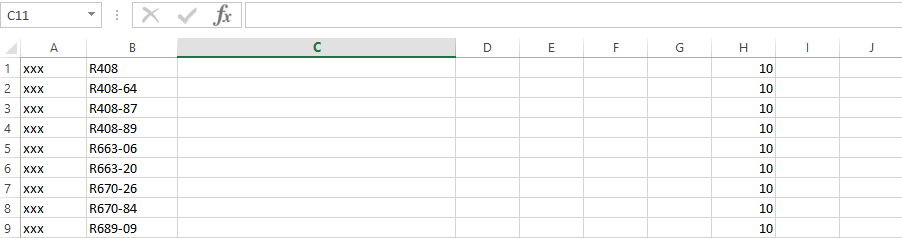 C11 fx
A B C D E F G H I J
1 xxx R408 10
2 xxx R408-64 10
3 xxx R408-87 10
4 xxx R408-89 10
5 xxx R663-06 10
6 xxx R663-20 10
7 xxx R670-26 10
8 xxx R670-84 10
9 xxx R689-09 10